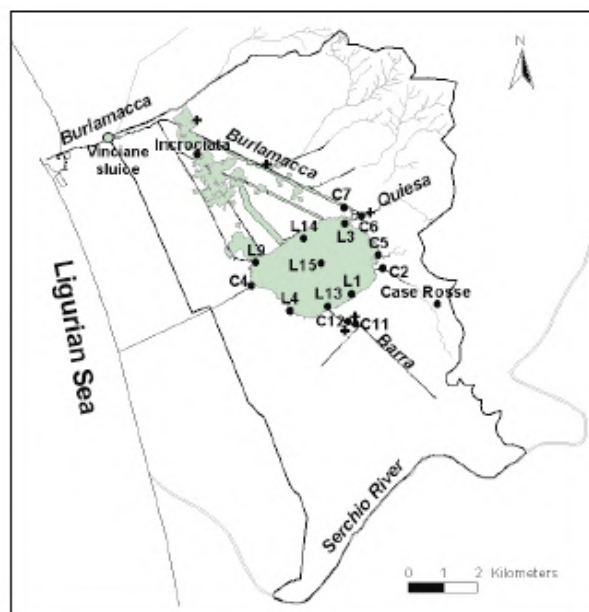 N
Burlamacca
Vinciane
sluice
Incrociata
Burlamacca
Quiesa
C7
C6
L3
C5
L14
L9
L15
C2
C4
L1
Case Rosse
L13
L4
C12
C11
Barra
Ligurian Sea
Serchio River
0 1 2 Kilometers